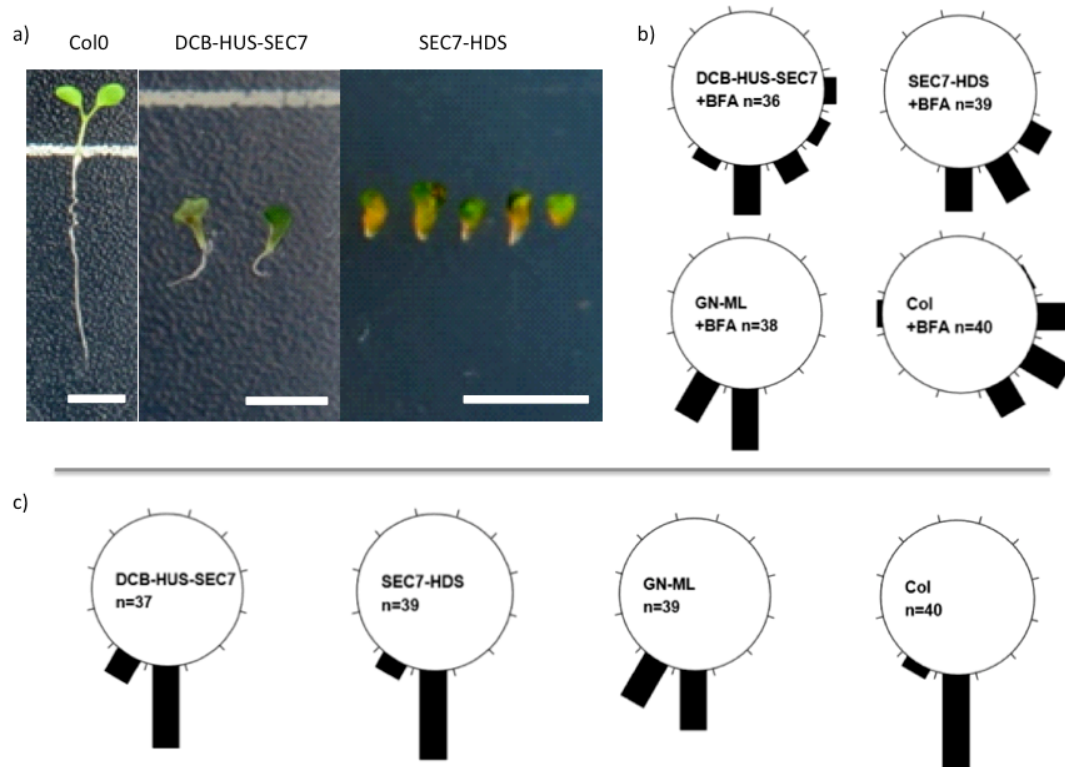 a)
Col0
DCB-HUS-SEC7
SEC7-HDS
b)
DCB-HUS-SEC7
+BFA n=36
SEC7-HDS
+BFA n=39
GN-ML
+BFA n=38
Col
+BFA n=40
c)
DCB-HUS-SEC7
n=37
SEC7-HDS
n=39
GN-ML
n=39
Col
n=40